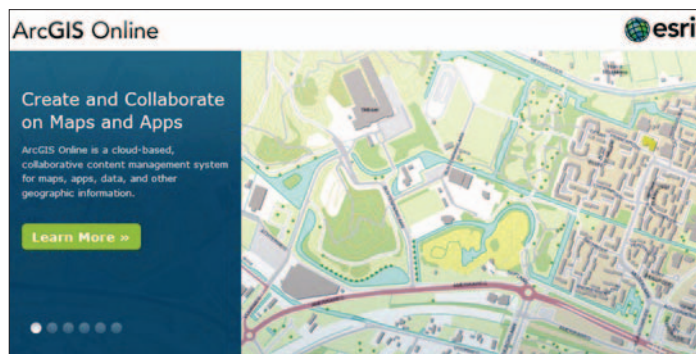 ArcGIS Online
esri
Create and Collaborate
on Maps and Apps
ArcGIS Online is a cloud-based,
collaborative content management system
for maps, apps, data, and other
geographic information.
Learn More »